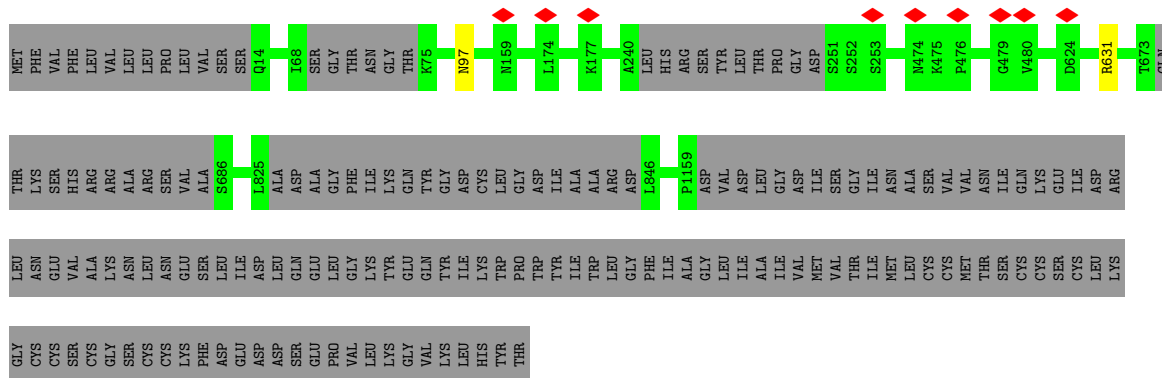 MET PHE VAL PHE LEU VAL LEU LEU PRO LEU VAL SER SER Q14 I68 SER GLY THR ASN GLY THR K75 N97 N159 L174 K177 A240 LEU HIS ARG SER TYR LEU THR PRO GLY ASP S251 S252 S253 N474 K475 P476 G479 V480 D624 R631 T673 GLN
THR LYS SER HIS ARG ARG ALA ARG SER VAL ALA S686 L825 ALA ASP ALA GLY PHE ILE LYS GLN TYR GLY ASP CYS LEU GLY ASP ILE ALA ALA ARG ASP L846 P1159 ASP VAL ASP LEU GLY ASP ILE SER GLY ILE ASN ALA SER VAL VAL ASN ILE GLN LYS GLU ILE ASP ARG
LEU ASN GLU VAL ALA LYS ASN LEU ASN GLU SER LEU ILE ASP LEU GLN GLU LEU GLY LYS TYR GLU GLN TYR ILE LYS TRP PRO TRP TYR ILE TRP LEU GLY PHE ILE ALA GLY LEU ILE ALA ILE VAL MET VAL THR ILE MET LEU CYS CYS MET THR SER CYS CYS SER CYS LEU LYS
GLY CYS CYS SER CYS GLY SER CYS CYS LYS PHE ASP GLU ASP ASP SER GLU PRO VAL LEU LYS GLY VAL LYS LEU HIS TYR THR